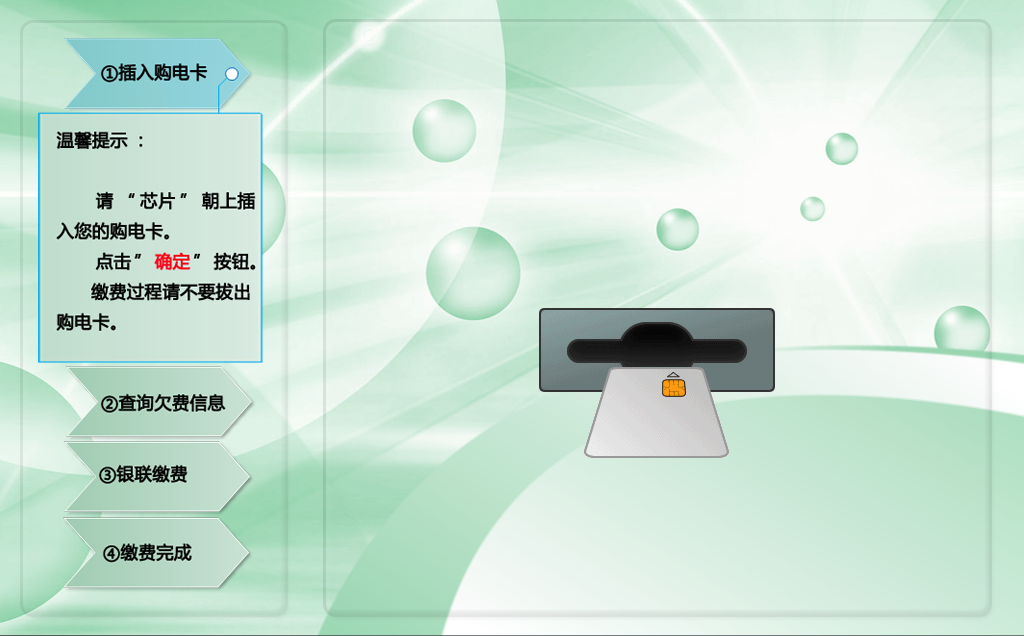 ①插入购电卡
温馨提示 ：
请 “芯片” 朝上插
入您的购电卡。
点击” 确定” 按钮。
缴费过程请不要拔出
购电卡。
②查询欠费信息
③银联缴费
④缴费完成